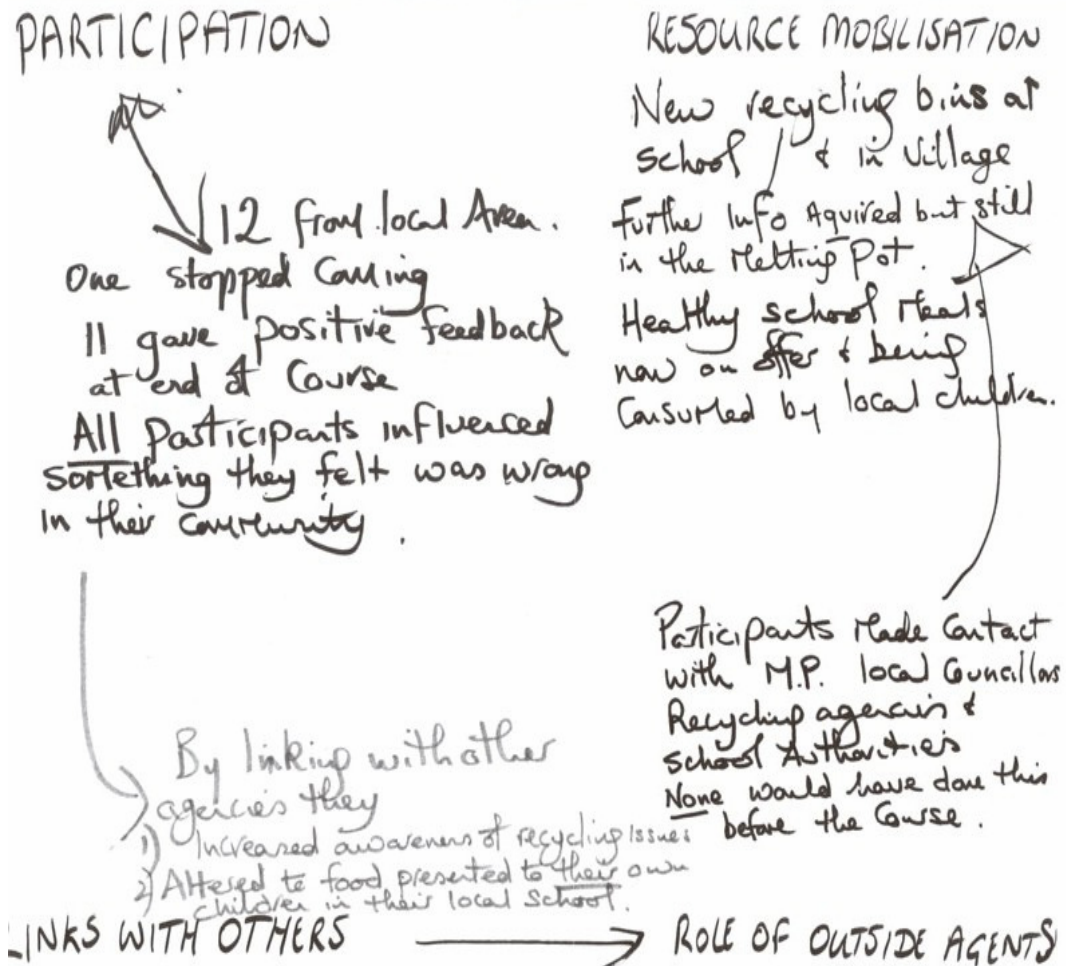 PARTICIPATION
12 from local Area.
One stopped Coming
11 gave positive feedback
at end of Course
All participants influenced
something they felt was wrong
in their community.
RESOURCE MOBILISATION
New recycling bins at
school & in village
Further Info Aquired but still
in the Melting Pot.
Healthy school Meals
now on offer & being
Consumed by local children.
Participants Made Contact
with M.P. local Councillors
Recycling agencies &
School Authorities
None would have done this
before the Course.
By linking with other
agencies they
1) Increased awareness of recycling issues
2) Altered te food presented to their own
children in their local School.
LINKS WITH OTHERS
ROLE OF OUTSIDE AGENTS